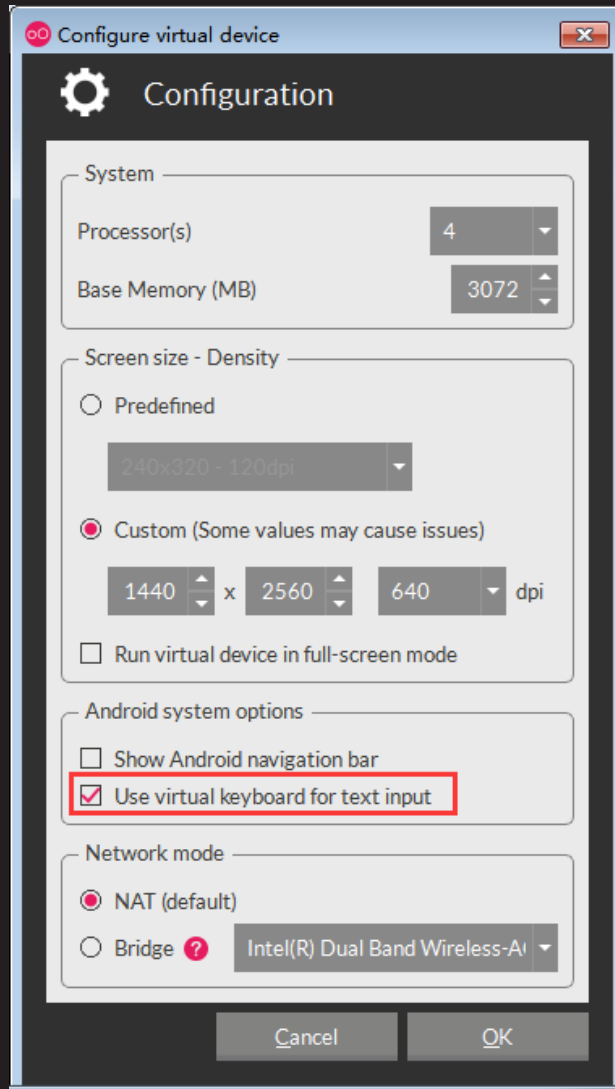 Configure virtual device
Configuration
System
Processor(s) 4
Base Memory (MB) 3072
Screen size - Density
Predefined
240x320 - 120dpi
Custom (Some values may cause issues)
1440 x 2560 640 dpi
Run virtual device in full-screen mode
Android system options
Show Android navigation bar
Use virtual keyboard for text input
Network mode
NAT (default)
Bridge ? Intel(R) Dual Band Wireless-A
Cancel OK